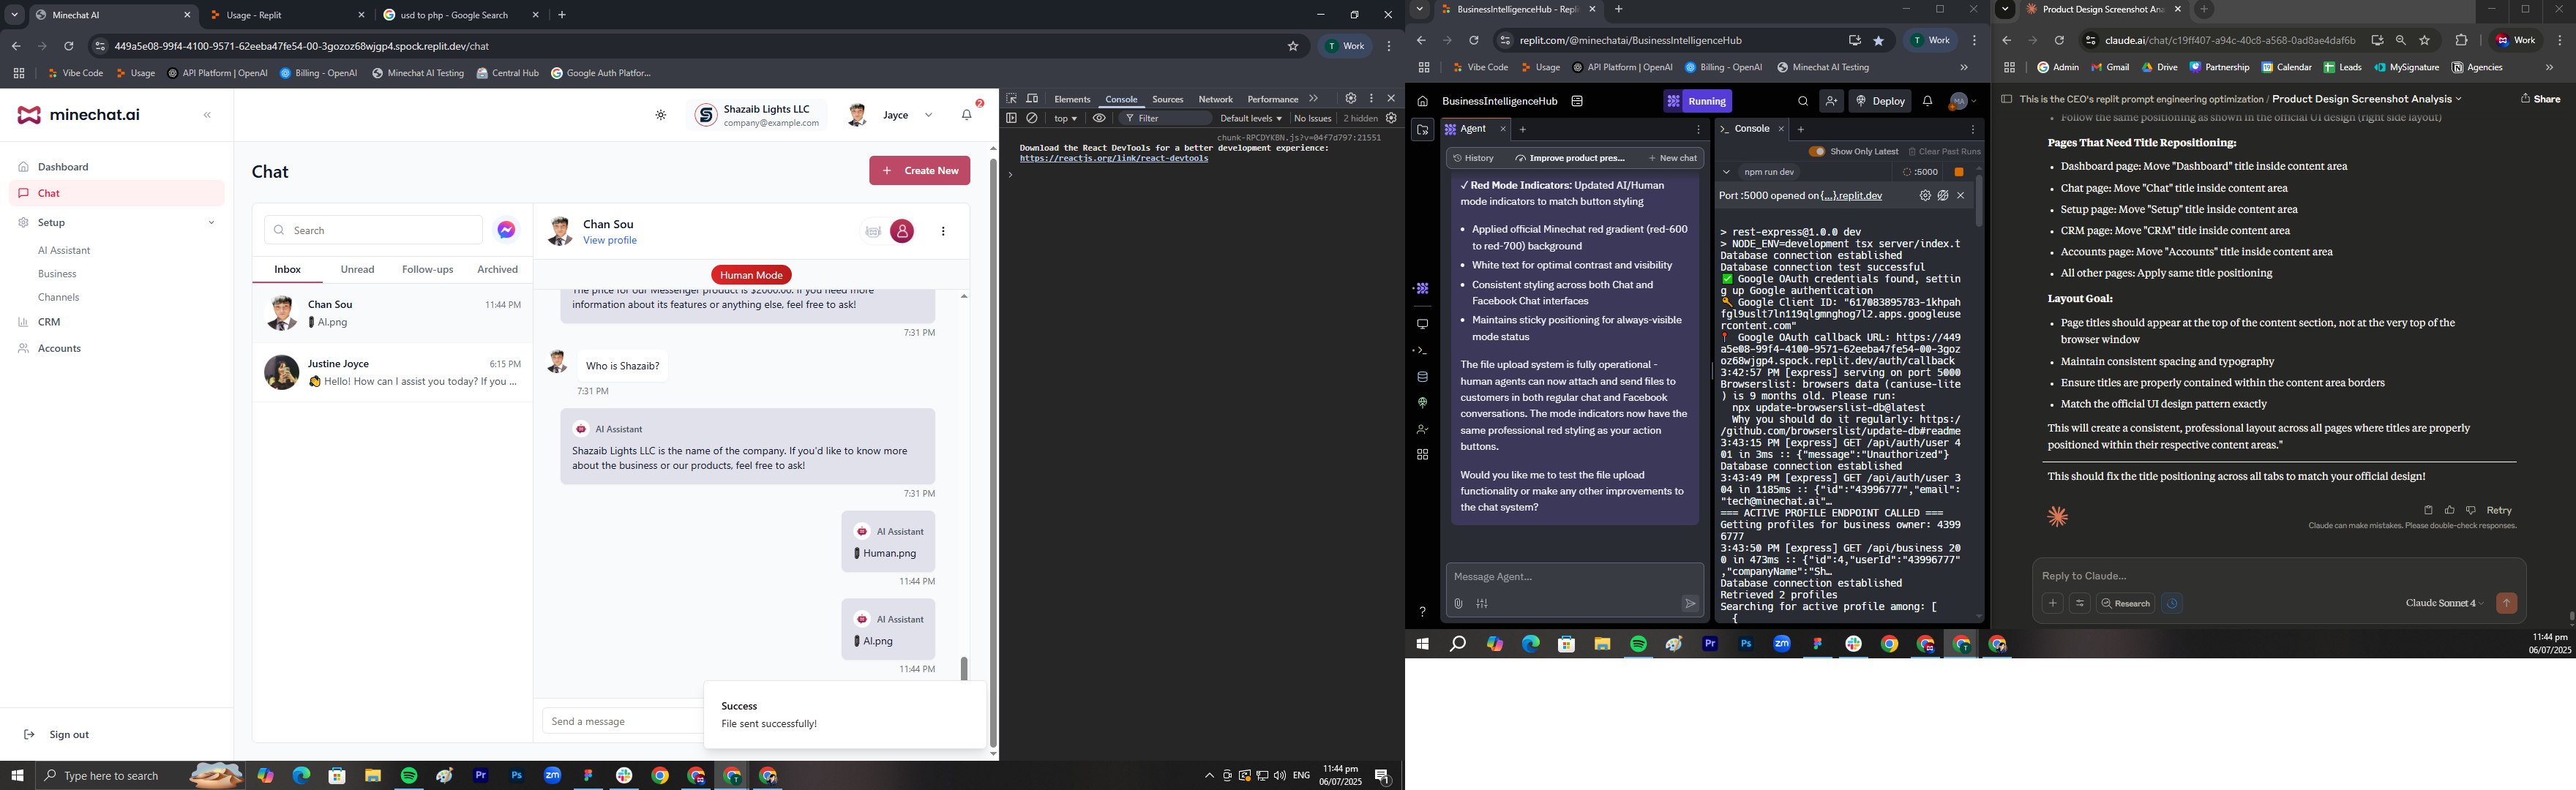 Minechat AI
Usage - Replit
usd to php - Google Search
449a5e08-99f4-4100-9571-62eeba47fe54-00-3gozoz68wjgp4.spock.replit.dev/chat
T Work
Vibe Code
Usage
API Platform | OpenAI
Billing - OpenAI
Minechat AI Testing
Central Hub
Google Auth Platfor...
minechat.ai
Shazaib Lights LLC
company@example.com
Jayce
2
Dashboard
Chat
Setup
AI Assistant
Business
Channels
CRM
Accounts
Sign out
Chat
+ Create New
Search
Inbox
Unread
Follow-ups
Archived
Chan Sou
11:44 PM
AI.png
Justine Joyce
6:15 PM
👋 Hello! How can I assist you today? If you ...
Chan Sou
View profile
Human Mode
The price for our Messenger product is $2000.00. If you need more
information about its features or anything else, feel free to ask!
7:31 PM
Who is Shazaib?
7:31 PM
AI Assistant
Shazaib Lights LLC is the name of the company. If you'd like to know more
about the business or our products, feel free to ask!
7:31 PM
AI Assistant
Human.png
11:44 PM
AI Assistant
AI.png
11:44 PM
Send a message
Success
File sent successfully!
Elements
Console
Sources
Network
Performance
top
Filter
Default levels
No Issues
2 hidden
chunk-RPCDYKBN.js?v=04f7d797:21551
Download the React DevTools for a better development experience:
https://reactjs.org/link/react-devtools
Type here to search
ENG
11:44 pm
06/07/2025
BusinessIntelligenceHub - Repli
replit.com/@minechatai/BusinessIntelligenceHub
T Work
Vibe Code
Usage
API Platform | OpenAI
Billing - OpenAI
Minechat AI Testing
BusinessIntelligenceHub
Running
Deploy
Agent
History
Improve product pres...
+ New chat
✓ Red Mode Indicators: Updated AI/Human
mode indicators to match button styling
• Applied official Minechat red gradient (red-600
to red-700) background
• White text for optimal contrast and visibility
• Consistent styling across both Chat and
Facebook Chat interfaces
• Maintains sticky positioning for always-visible
mode status
The file upload system is fully operational -
human agents can now attach and send files to
customers in both regular chat and Facebook
conversations. The mode indicators now have the
same professional red styling as your action
buttons.
Would you like me to test the file upload
functionality or make any other improvements to
the chat system?
Message Agent...
Console
Show Only Latest
Clear Past Runs
npm run dev
:5000
Port :5000 opened on {...}.replit.dev
> rest-express@1.0.0 dev
> NODE_ENV=development tsx server/index.t
Database connection established
Database connection test successful
✅ Google OAuth credentials found, settin
g up Google authentication
🔑 Google Client ID: "617083895783-1khpah
fgl9uslt7ln119qlgmnghog7l2.apps.googleuse
rcontent.com"
📍 Google OAuth callback URL: https://449
a5e08-99f4-4100-9571-62eeba47fe54-00-3goz
oz68wjgp4.spock.replit.dev/auth/callback
3:42:57 PM [express] serving on port 5000
Browserslist: browsers data (caniuse-lite
) is 9 months old. Please run:
npx update-browserslist-db@latest
Why you should do it regularly: https:/
/github.com/browserslist/update-db#readme
3:43:15 PM [express] GET /api/auth/user 4
01 in 3ms :: {"message":"Unauthorized"}
Database connection established
3:43:49 PM [express] GET /api/auth/user 3
04 in 1185ms :: {"id":"43996777","email":
"tech@minechat.ai"…
=== ACTIVE PROFILE ENDPOINT CALLED ===
Getting profiles for business owner: 4399
6777
3:43:50 PM [express] GET /api/business 20
0 in 473ms :: {"id":4,"userId":"43996777"
,"companyName":"Sh…
Database connection established
Retrieved 2 profiles
Searching for active profile among: [
{
Product Design Screenshot Ana
claude.ai/chat/c19ff407-a94c-40c8-a568-0ad8ae4daf6b
Work
Admin
Gmail
Drive
Partnership
Calendar
Leads
MySignature
Agencies
This is the CEO's replit prompt engineering optimization / Product Design Screenshot Analysis
Share
• Follow the same positioning as shown in the official UI design (right side layout)
Pages That Need Title Repositioning:
• Dashboard page: Move "Dashboard" title inside content area
• Chat page: Move "Chat" title inside content area
• Setup page: Move "Setup" title inside content area
• CRM page: Move "CRM" title inside content area
• Accounts page: Move "Accounts" title inside content area
• All other pages: Apply same title positioning
Layout Goal:
• Page titles should appear at the top of the content section, not at the very top of the
browser window
• Maintain consistent spacing and typography
• Ensure titles are properly contained within the content area borders
• Match the official UI design pattern exactly
This will create a consistent, professional layout across all pages where titles are properly
positioned within their respective content areas."
This should fix the title positioning across all tabs to match your official design!
Retry
Claude can make mistakes. Please double-check responses.
Reply to Claude...
Research
Claude Sonnet 4
11:44 pm
06/07/2025